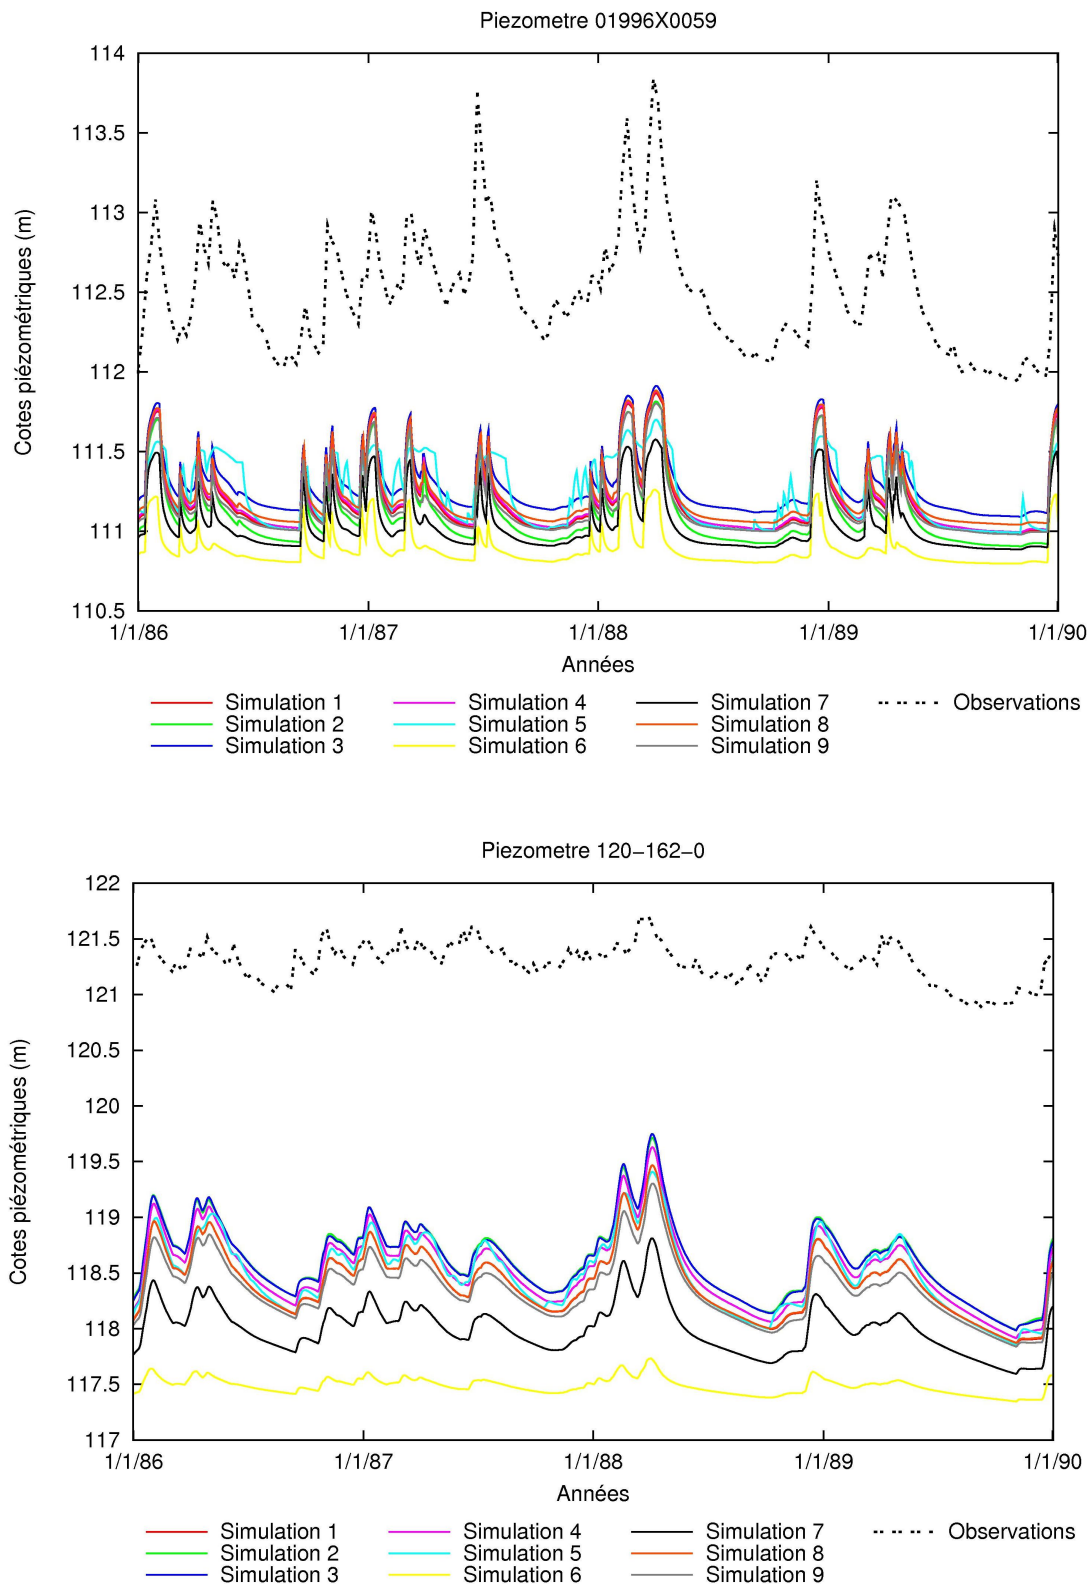 Piezometre 01996X0059
114
113.5
113
112.5
112
111.5
111
110.5
Cotes piézométriques (m)
1/1/86 1/1/87 1/1/88 1/1/89 1/1/90
Années
Simulation 1 Simulation 4 Simulation 7 Observations
Simulation 2 Simulation 5 Simulation 8
Simulation 3 Simulation 6 Simulation 9
Piezometre 120−162−0
122
121.5
121
120.5
120
119.5
119
118.5
118
117.5
117
Cotes piézométriques (m)
1/1/86 1/1/87 1/1/88 1/1/89 1/1/90
Années
Simulation 1 Simulation 4 Simulation 7 Observations
Simulation 2 Simulation 5 Simulation 8
Simulation 3 Simulation 6 Simulation 9